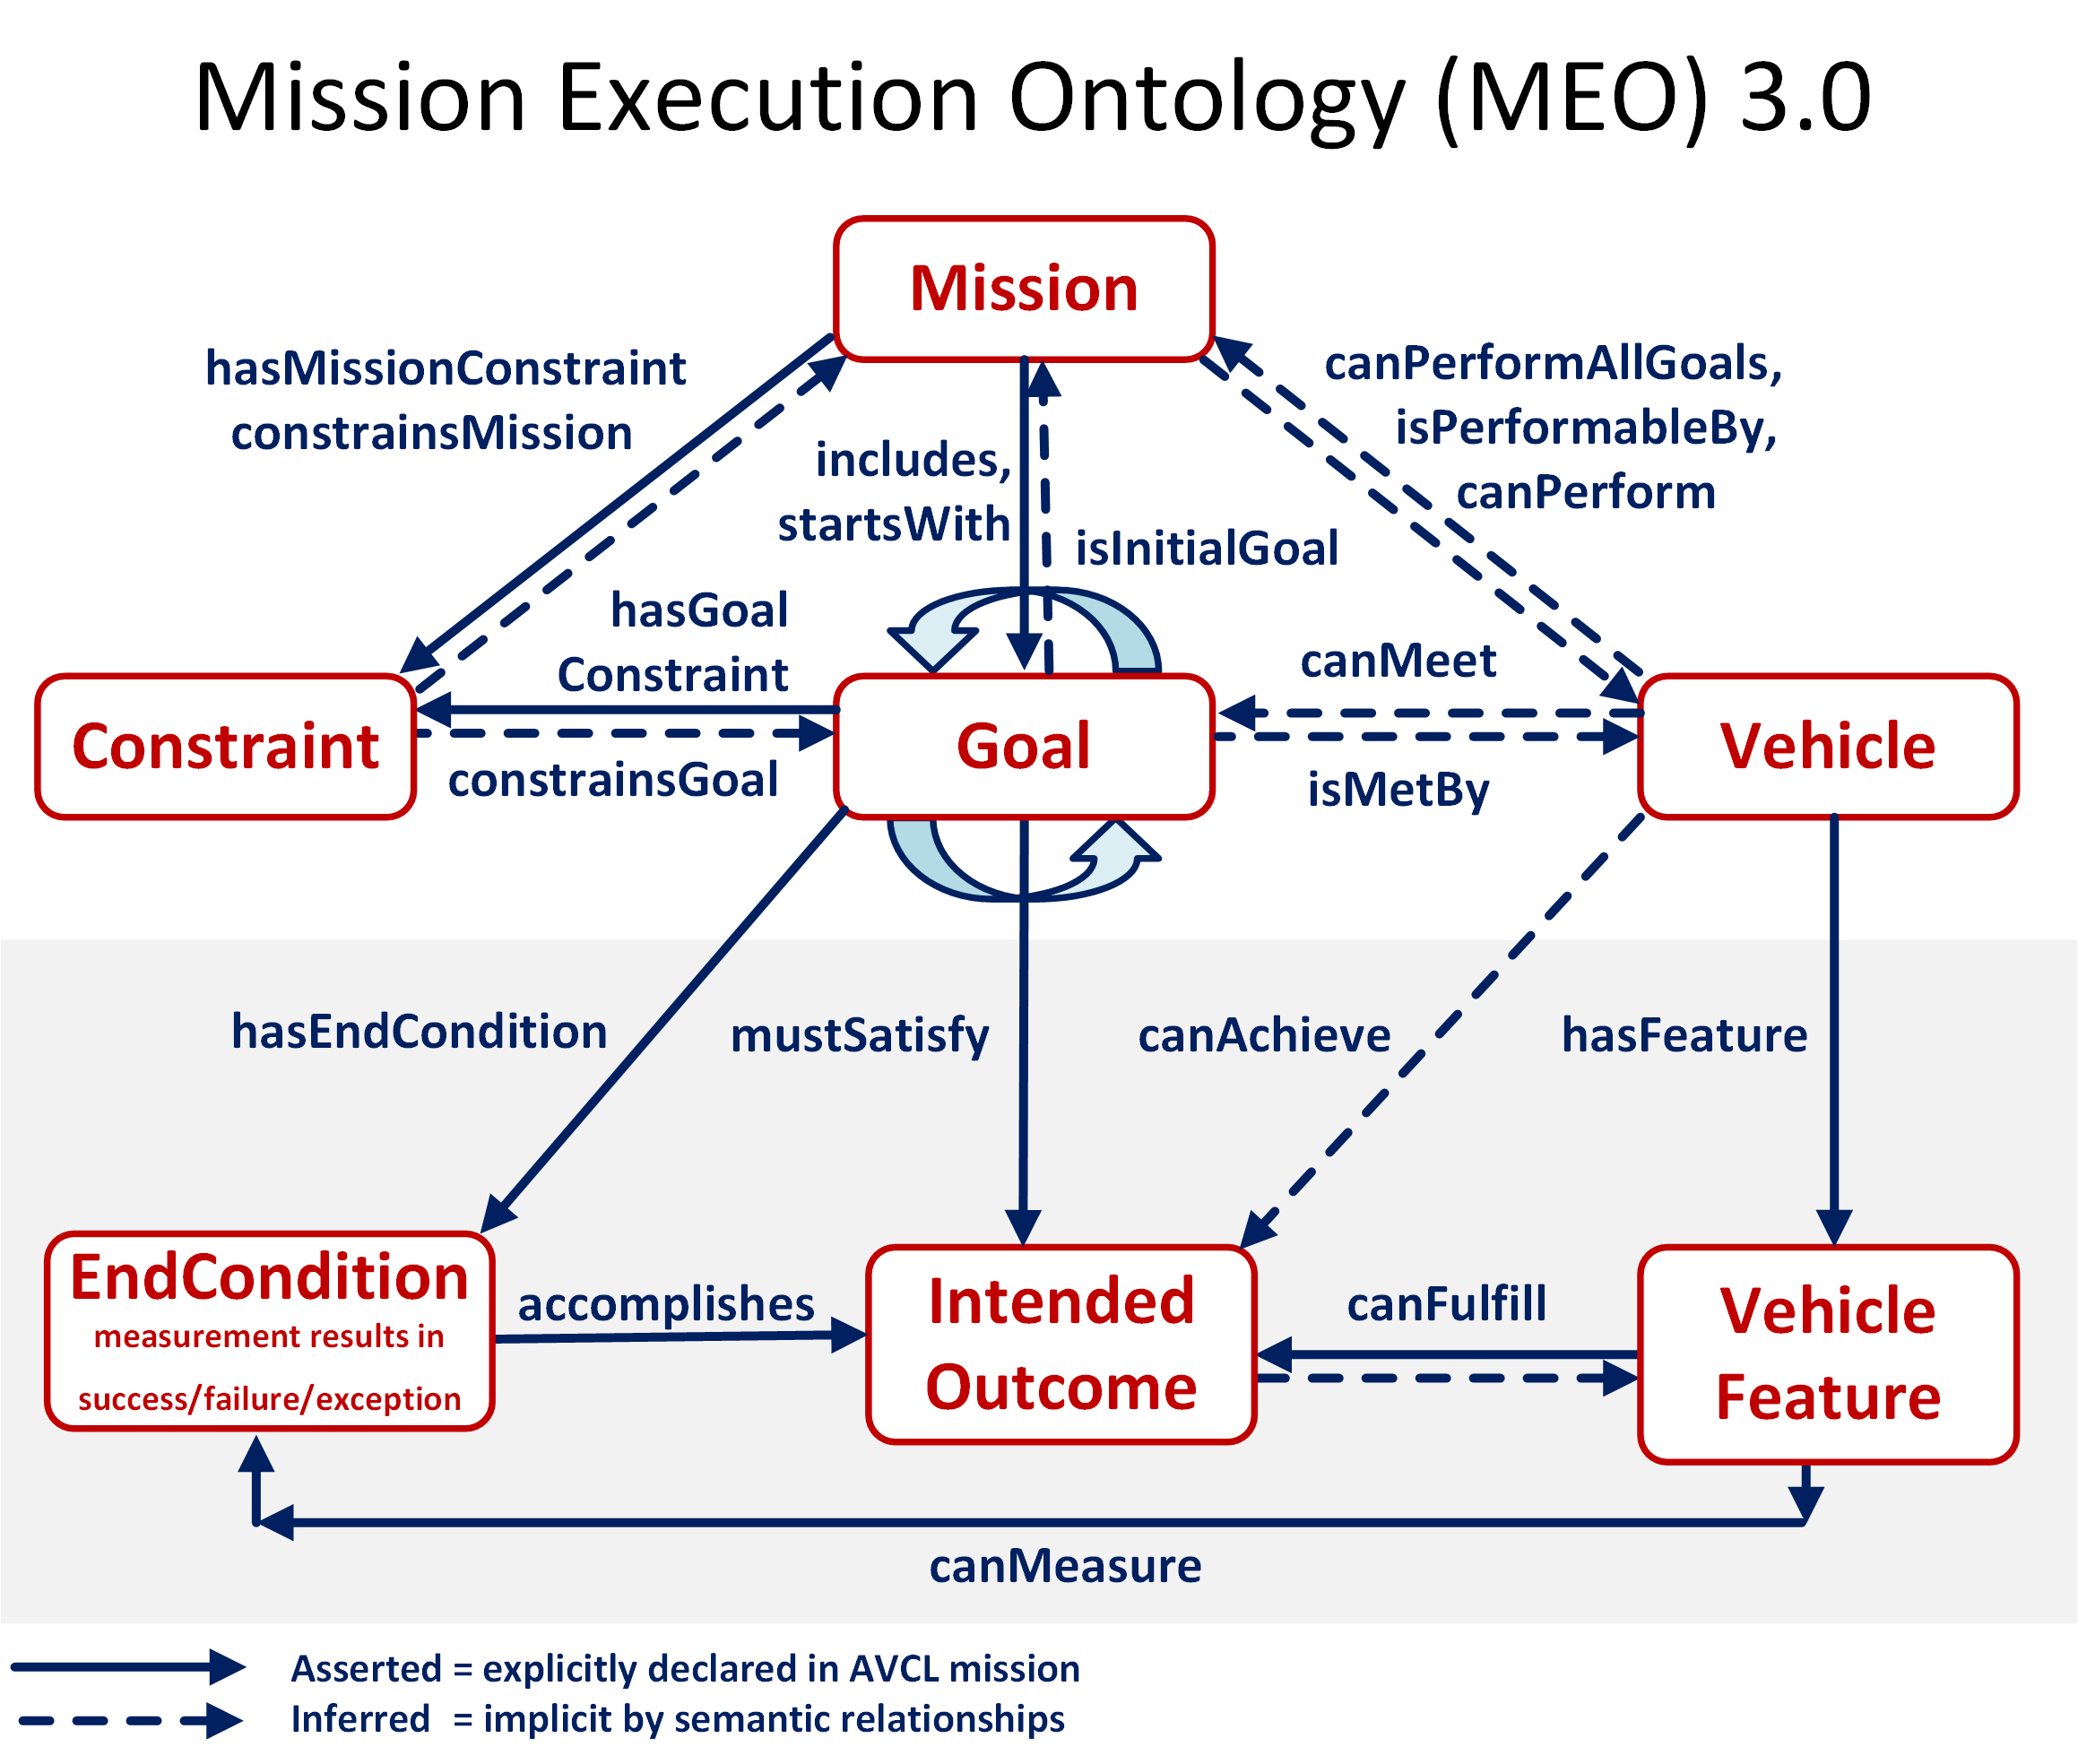 Mission Execution Ontology (MEO) 3.0
Mission
hasMissionConstraint
constrainsMission
canPerformAllGoals,
isPerformableBy,
canPerform
includes,
startsWith
isInitialGoal
hasGoal
Constraint
canMeet
Constraint
Goal
Vehicle
constrainsGoal
isMetBy
hasEndCondition
mustSatisfy
canAchieve
hasFeature
EndCondition
measurement results in
success/failure/exception
accomplishes
Intended
Outcome
canFulfill
Vehicle
Feature
canMeasure
Asserted = explicitly declared in AVCL mission
Inferred = implicit by semantic relationships